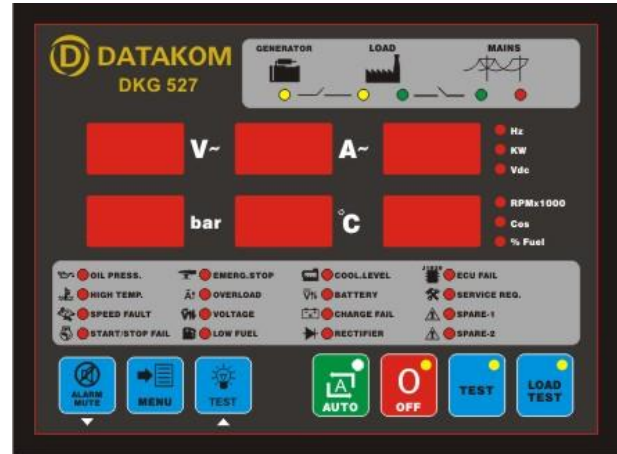 DATAKOM
DKG 527
GENERATOR LOAD MAINS
V~ A~ Hz
KW
Vdc
bar °C RPMx1000
Cos
% Fuel
OIL PRESS. EMERG.STOP COOL.LEVEL ECU FAIL
HIGH TEMP. OVERLOAD BATTERY SERVICE REQ.
SPEED FAULT VOLTAGE CHARGE FAIL SPARE-1
START/STOP FAIL LOW FUEL RECTIFIER SPARE-2
ALARM
MUTE
MENU
TEST
A
AUTO
O
OFF
TEST
LOAD
TEST